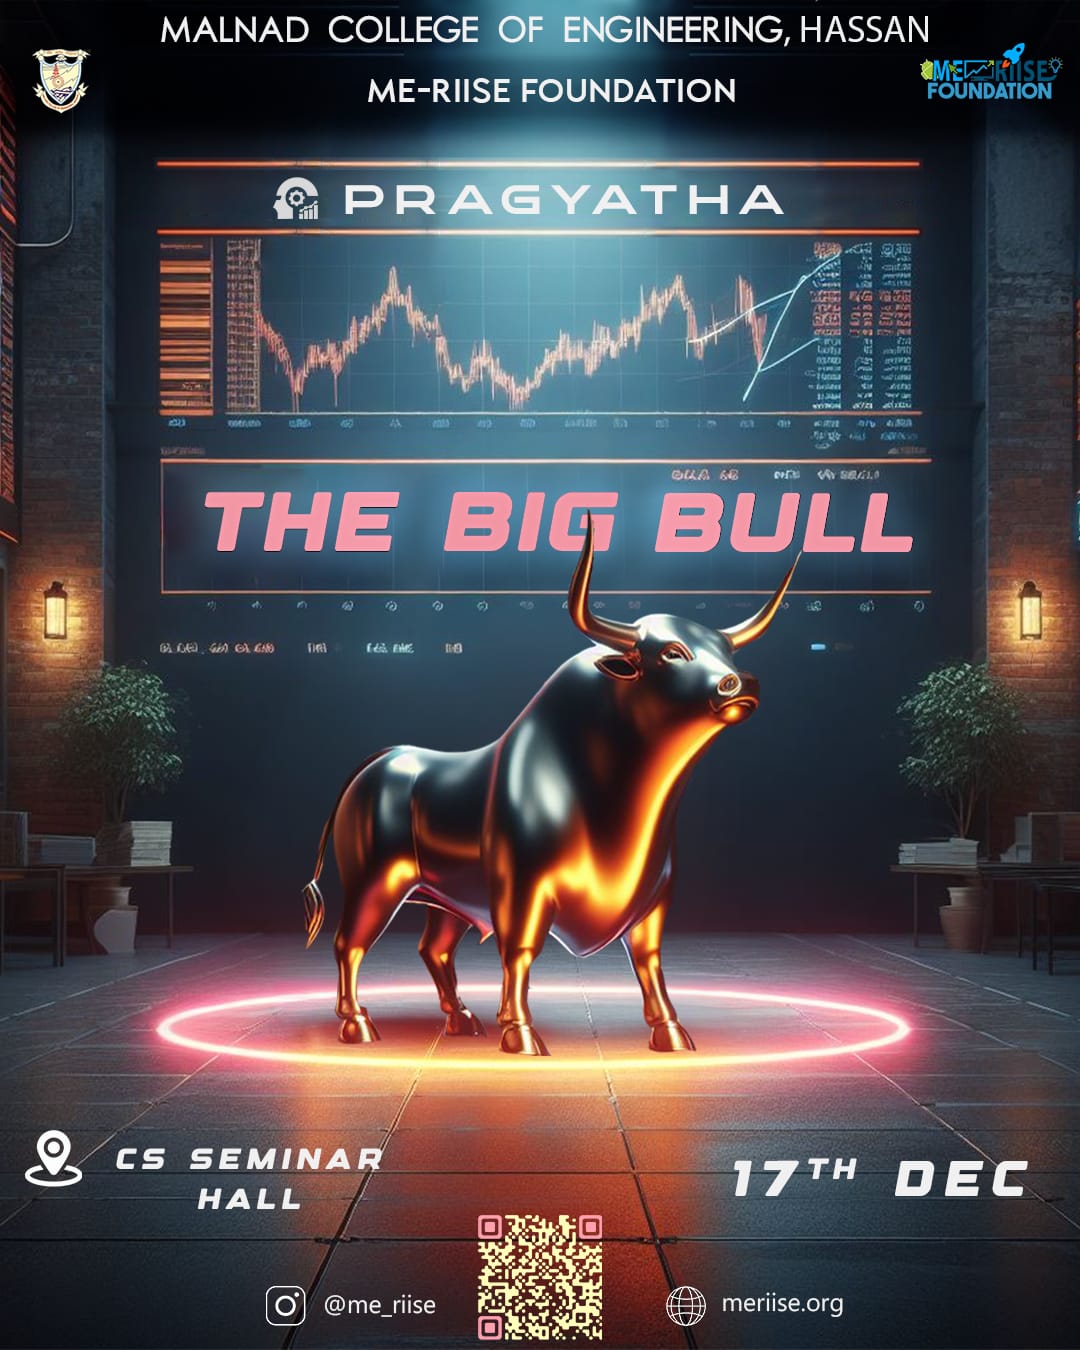 MALNAD COLLEGE OF ENGINEERING, HASSAN
ME-RIISE FOUNDATION
ME-RIISE
FOUNDATION
PRAGYATHA
THE BIG BULL
CS SEMINAR
HALL
17TH DEC
@me_riise
meriise.org